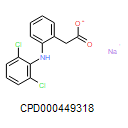 O
O⁻
Cl
NH
Na
Cl
CPD000449318